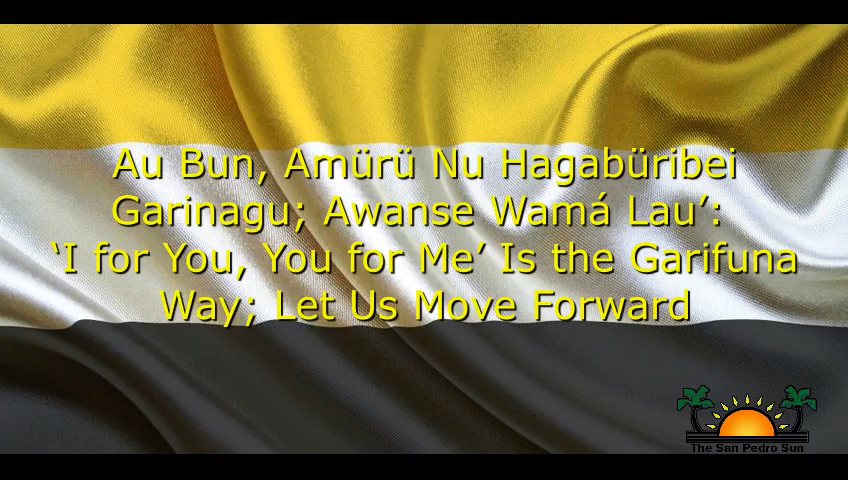 Au Bun, Amürü Nu Hagabüribei
Garinagu; Awanse Wamá Lau’:
‘I for You, You for Me’ Is the Garifuna
Way; Let Us Move Forward
The San Pedro Sun